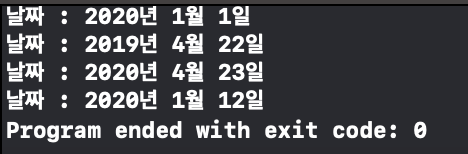 날짜 : 2020년 1월 1일
날짜 : 2019년 4월 22일
날짜 : 2020년 4월 23일
날짜 : 2020년 1월 12일
Program ended with exit code: 0